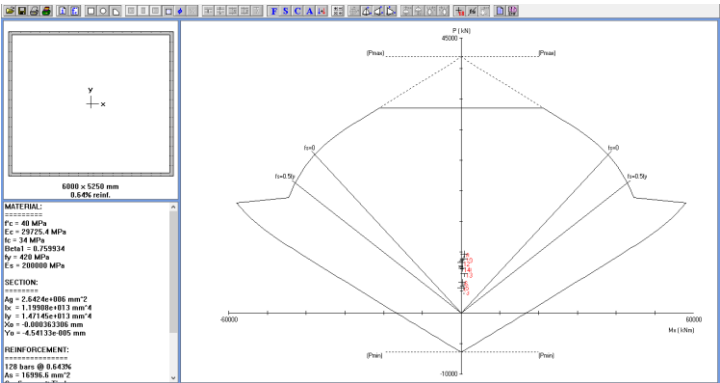 F S C A
y
x
6000 x 5250 mm
0.64% reinf.
MATERIAL:
=========
f'c = 40 MPa
Ec = 29725.4 MPa
fc = 34 MPa
Beta1 = 0.759934
fy = 420 MPa
Es = 200000 MPa
SECTION:
========
Ag = 2.6424e+006 mm^2
Ix = 1.19908e+013 mm^4
Iy = 1.47145e+013 mm^4
Xo = -0.000363306 mm
Yo = -4.54133e-005 mm
REINFORCEMENT:
==============
128 bars @ 0.643%
As = 16996.6 mm^2
P ( kN)
45000
(Pmax)
(Pmax)
fs=0
fs=0
fs=0.5fy
fs=0.5fy
-60000
60000
Mx ( kNm)
(Pmin)
(Pmin)
-10000